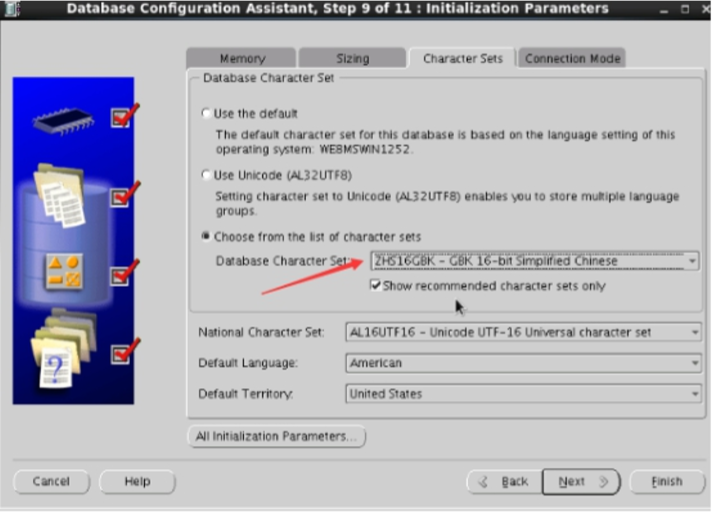 Database Configuration Assistant, Step 9 of 11 : Initialization Parameters
Memory
Sizing
Character Sets
Connection Mode
Database Character Set
Use the default
The default character set for this database is based on the language setting of this
operating system: WE8MSWIN1252.
Use Unicode (AL32UTF8)
Setting character set to Unicode (AL32UTF8) enables you to store multiple language
groups.
Choose from the list of character sets
Database Character Set:
ZHS16GBK - GBK 16-bit Simplified Chinese
Show recommended character sets only
National Character Set:
AL16UTF16 - Unicode UTF-16 Universal character set
Default Language:
American
Default Territory:
United States
All Initialization Parameters...
Cancel
Help
Back
Next
Finish